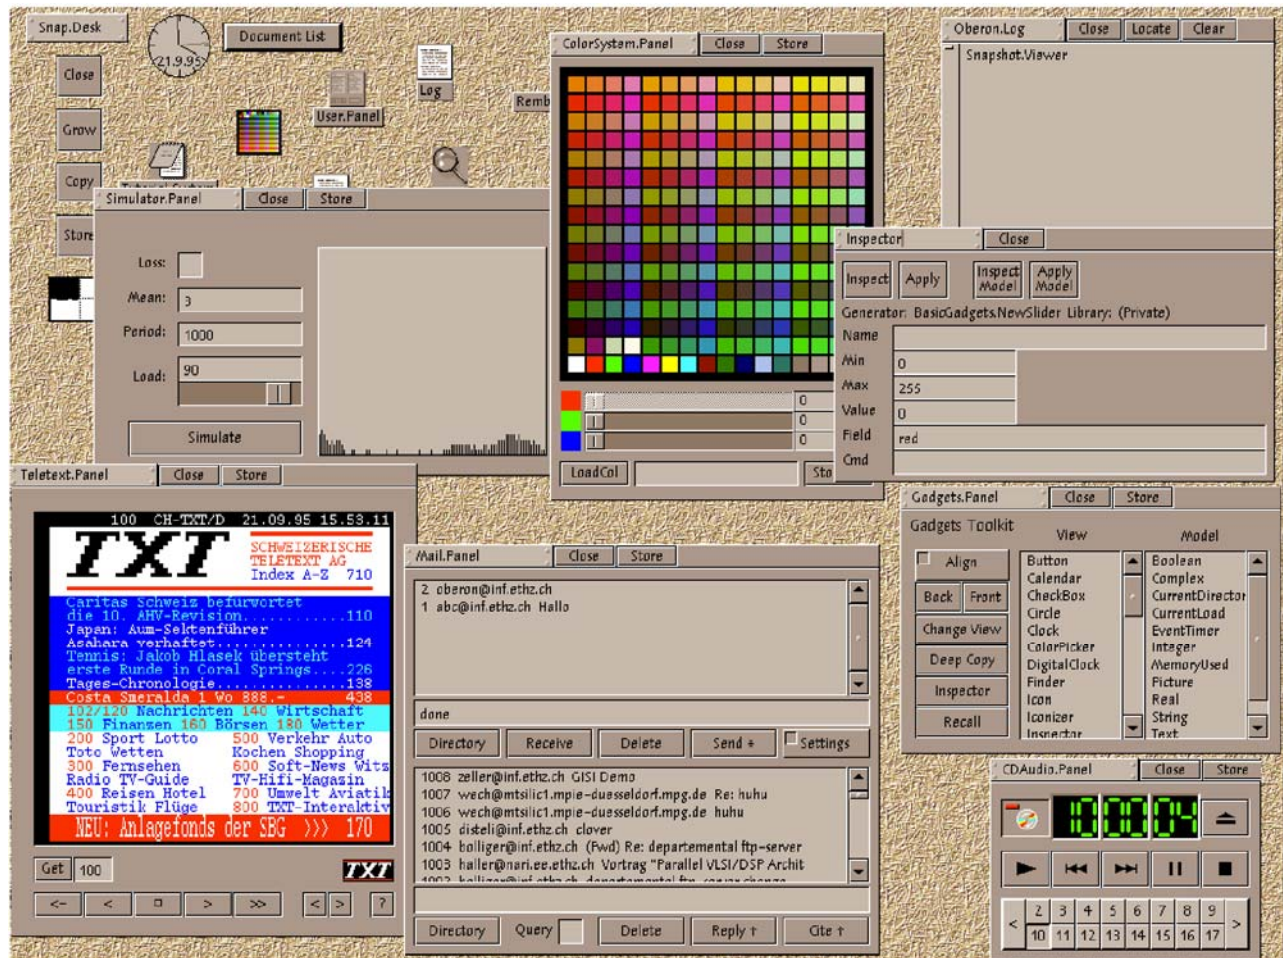 Snap.Desk
21.9.95
Document List
Close
Grow
Copy
Store
Log
User.Panel
Simulator.Panel Close Store
Loss:
Mean: 3
Period: 1000
Load: 90
Simulate
ColorSystem.Panel Close Store
0
0
0
LoadCol
Oberon.Log Close Locate Clear
Snapshot.Viewer
Inspector Close
Inspect Apply Inspect Model Apply Model
Generator: BasicGadgets.NewSlider Library: (Private)
Name
Min 0
Max 255
Value 0
Field red
Cmd
Teletext.Panel Close Store
100 CH-TXT/D 21.09.95 15.53.11
TXT
SCHWEIZERISCHE
TELETEXT AG
Index A-Z 710
Caritas Schweiz befürwortet
die 10. AHV-Revision............110
Japan: Aum-Sektenführer
Asahara verhaftet...............124
Tennis: Jakob Hlasek übersteht
erste Runde in Coral Springs....226
Tages-Chronologie...............138
Costa Smeralda 1 Wo 888.- 438
102/120 Nachrichten 140 Wirtschaft
150 Finanzen 160 Börsen 180 Wetter
200 Sport Lotto 500 Verkehr Auto
Toto Wetten Kochen Shopping
300 Fernsehen 600 Soft-News Witz
Radio TV-Guide TV-Hifi-Magazin
400 Reisen Hotel 700 Umwelt Aviatik
Touristik Flüge 800 TXT-Interaktiv
NEU: Anlagefonds der SBG >>> 170
Get 100 TXT
<- < > >> < > ?
Mail.Panel Close Store
2 oberon@inf.ethz.ch
1 abc@inf.ethz.ch Hallo
done
Directory Receive Delete Send Settings
1008 zeller@inf.ethz.ch GISI Demo
1007 wech@mtsilic1.mpie-duesseldorf.mpg.de Re: huhu
1006 wech@mtsilic1.mpie-duesseldorf.mpg.de huhu
1005 disteli@inf.ethz.ch clover
1004 bolliger@inf.ethz.ch (Fwd) Re: departemental ftp-server
1003 haller@nari.ee.ethz.ch Vortrag "Parallel VLSI/DSP Archit
Directory Query Delete Reply ↑ Cite ↑
Gadgets.Panel Close Store
Gadgets Toolkit
View Model
Align
Back Front
Change View
Deep Copy
Inspector
Recall
Button
Calendar
CheckBox
Circle
Clock
ColorPicker
DigitalClock
Finder
Icon
Iconizer
Inspector
Boolean
Complex
CurrentDirector
CurrentLoad
EventTimer
Integer
MemoryUsed
Picture
Real
String
Text
CDAudio.Panel Close Store
100004
< 2 3 4 5 6 7 8 9 >
10 11 12 13 14 15 16 17